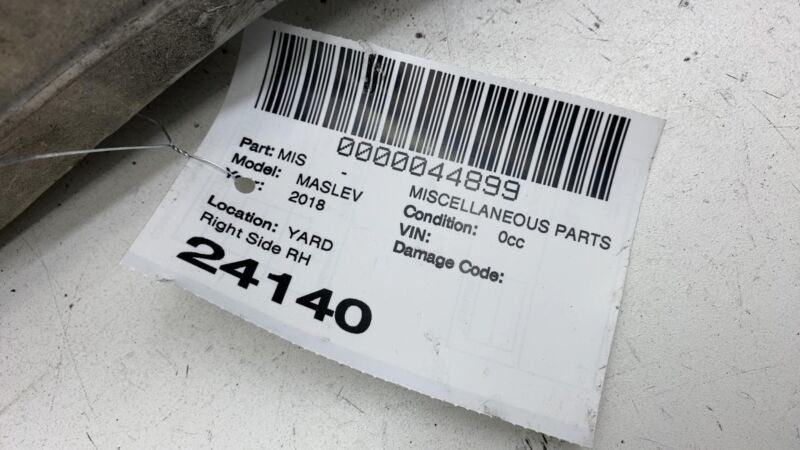 0000044899
Part: MIS - MISCELLANEOUS PARTS
Model: MASLEV Condition: 0cc
Year: 2018 VIN:
Location: YARD Damage Code:
Right Side RH
24140